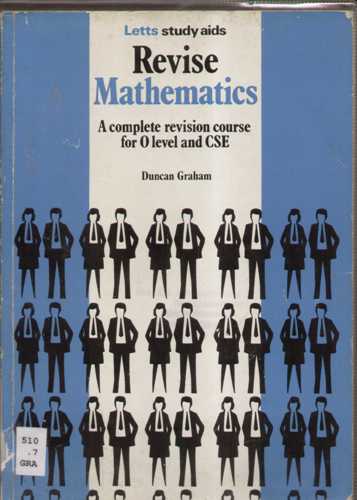 Letts study aids
Revise
Mathematics
A complete revision course
for O level and CSE
Duncan Graham
510
.7
GRA